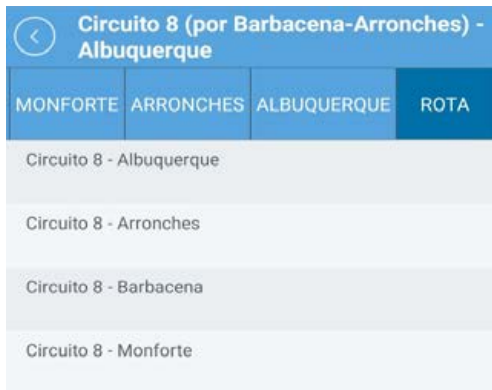 Circuito 8 (por Barbacena-Arronches) -
Albuquerque
MONFORTE ARRONCHES ALBUQUERQUE ROTA
Circuito 8 - Albuquerque
Circuito 8 - Arronches
Circuito 8 - Barbacena
Circuito 8 - Monforte